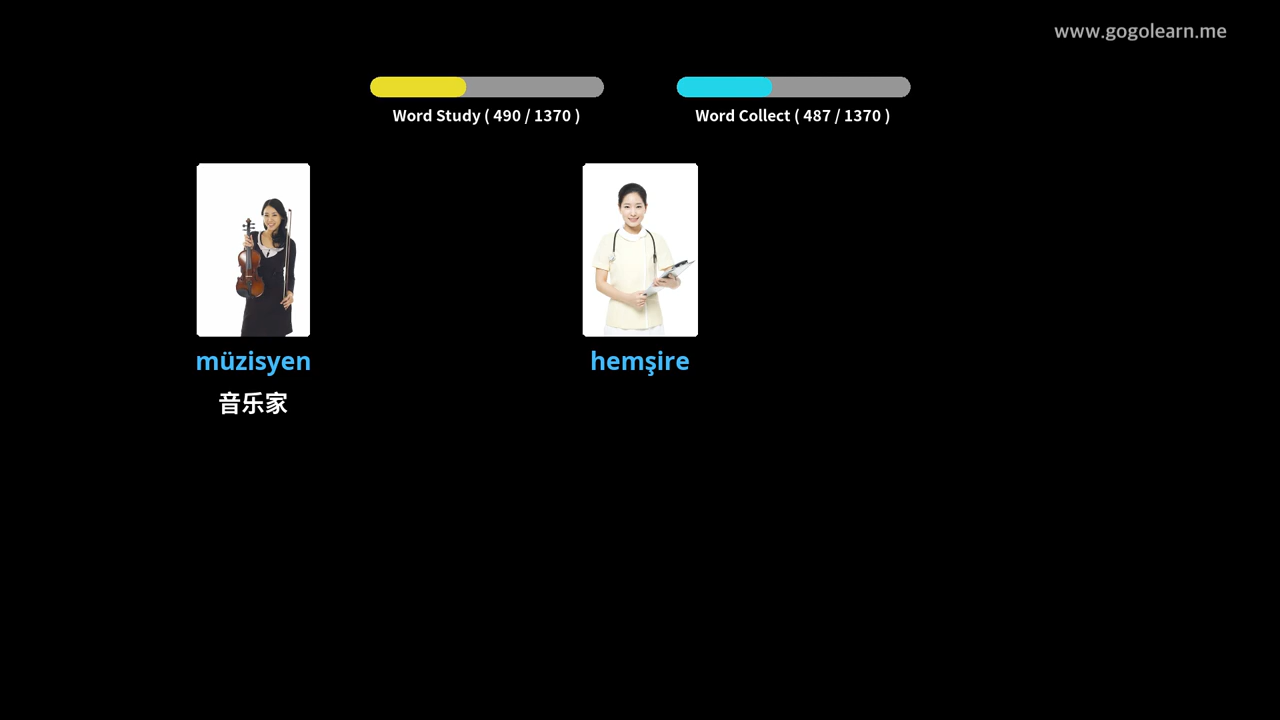 www.gogolearn.me
Word Study ( 490 / 1370 )
Word Collect ( 487 / 1370 )
müzisyen
音乐家
hemşire